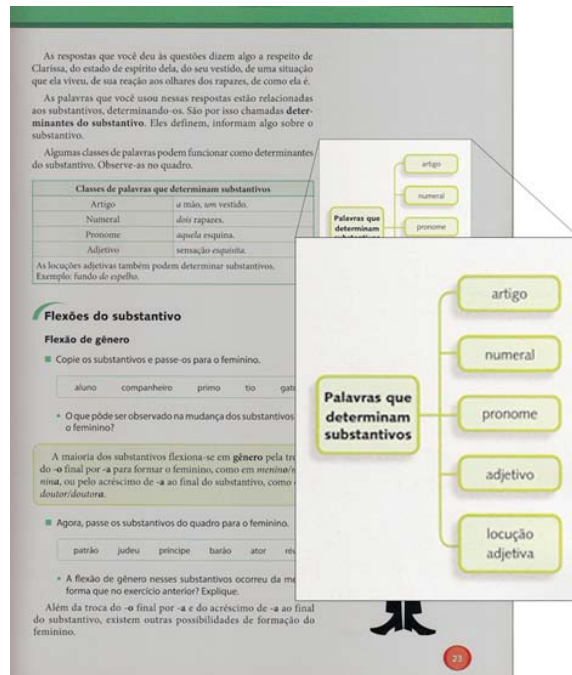 As respostas que você deu às questões dizem algo a respeito de
Clarissa, do estado de espírito dela, do seu vestido, de uma situação
que ela viveu, de sua reação aos olhares dos rapazes, de como ela é.
As palavras que você usou nessas respostas estão relacionadas
aos substantivos, determinando-os. São por isso chamadas deter-
minantes do substantivo. Eles definem, informam algo sobre o
substantivo.
Algumas classes de palavras podem funcionar como determinantes
do substantivo. Observe-as no quadro.
Classes de palavras que determinam substantivos
Artigo a mão, um vestido.
Numeral dois rapazes.
Pronome aquela esquina.
Adjetivo sensação esquisita.
As locuções adjetivas também podem determinar substantivos.
Exemplo: fundo do espelho.
artigo
numeral
Palavras que
determinam
substantivos
pronome
Palavras que
determinam
substantivos
artigo
numeral
pronome
adjetivo
locução
adjetiva
Flexões do substantivo
Flexão de gênero
Copie os substantivos e passe-os para o feminino.
aluno companheiro primo tio
O que pôde ser observado na mudança dos substantivos
o feminino?
A maioria dos substantivos flexiona-se em gênero pela
do -o final por -a para formar o feminino, como em
nina, ou pelo acréscimo de -a ao final do substantivo, como
doutor/doutora.
Agora, passe os substantivos do quadro para o feminino.
patrão judeu príncipe barão ator
A flexão de gênero nesses substantivos ocorreu da
forma que no exercício anterior? Explique.
Além da troca do -o final por -a e do acréscimo de -a ao final
do substantivo, existem outras possibilidades de formação do
feminino.
23